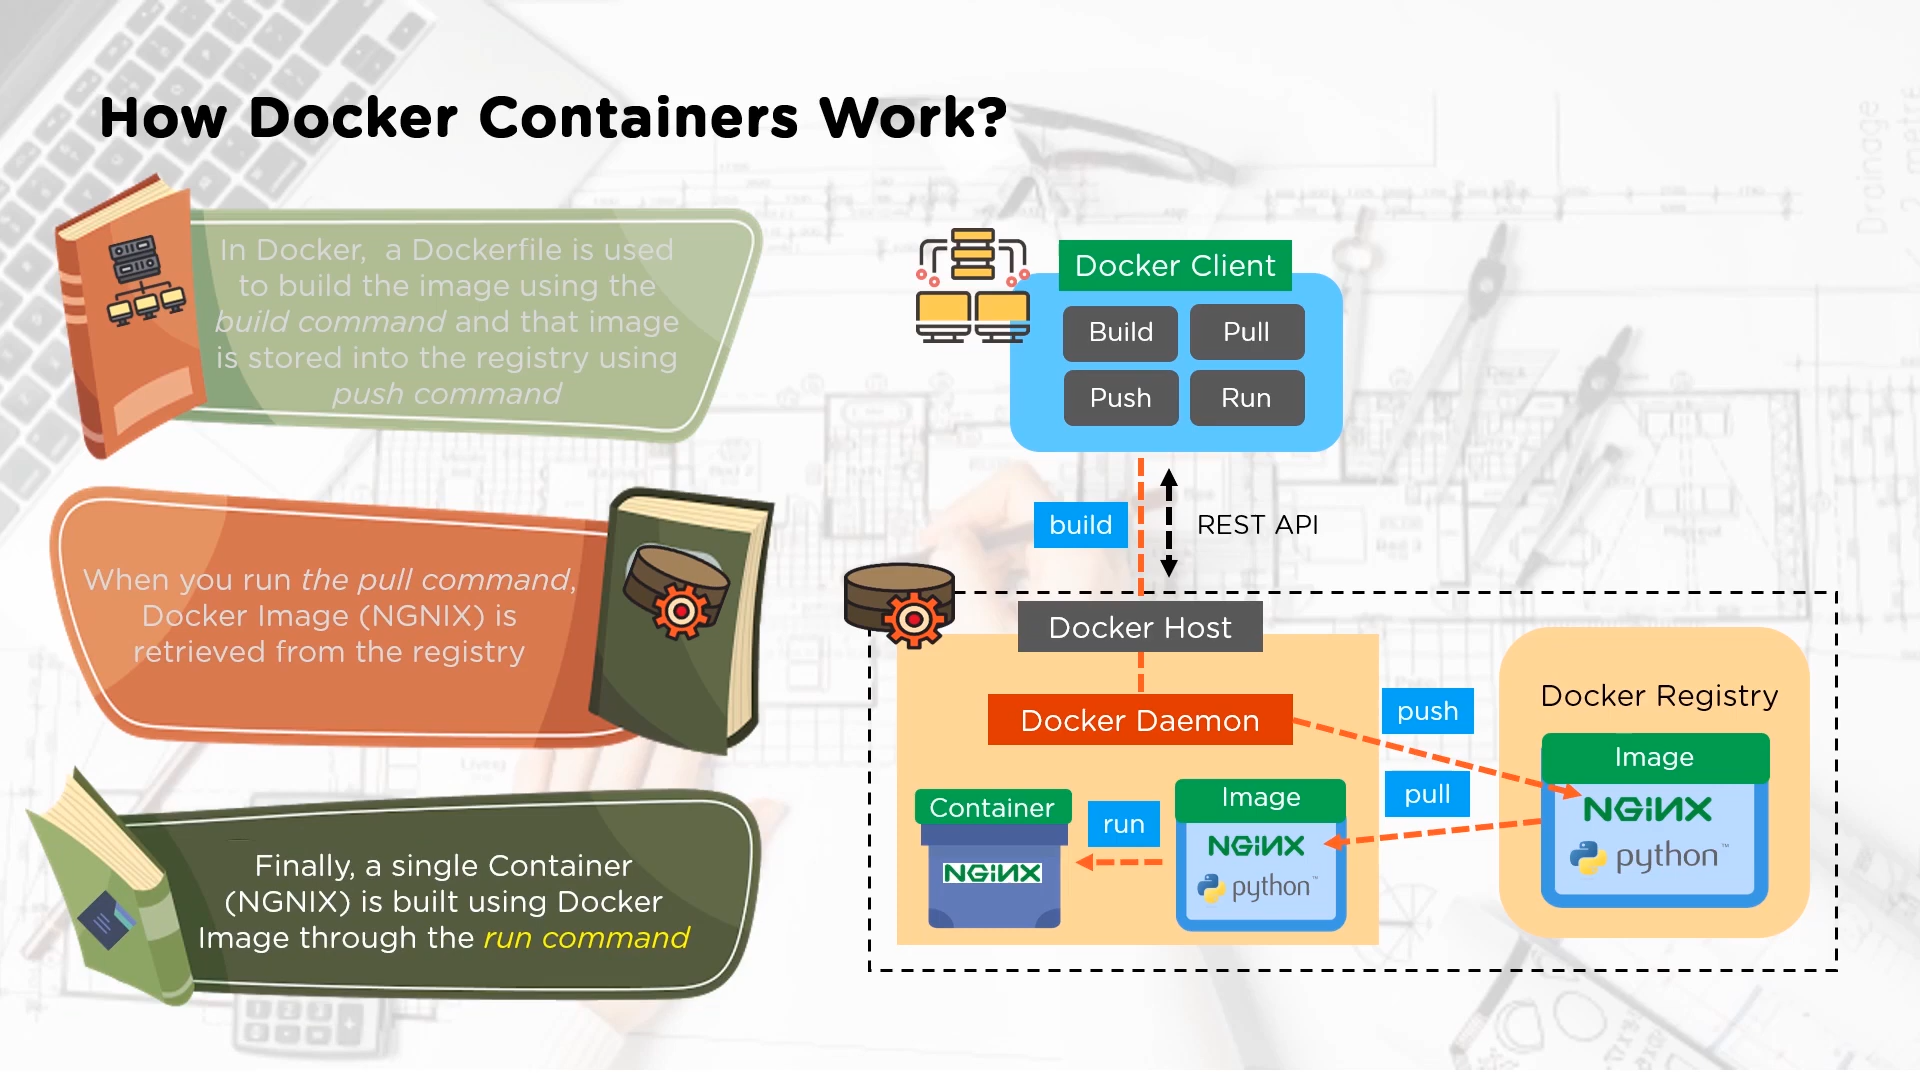 How Docker Containers Work?
In Docker,  a Dockerfile is used
to build the image using the
build command and that image
is stored into the registry using
push command
When you run the pull command,
Docker Image (NGNIX) is
retrieved from the registry
Finally, a single Container
(NGNIX) is built using Docker
Image through the run command
Docker Client
Build
Pull
Push
Run
build
REST API
Docker Host
Docker Daemon
push
pull
Docker Registry
Image
NGiNX
python™
Container
NGiNX
run
Image
NGiNX
python™
Drainage